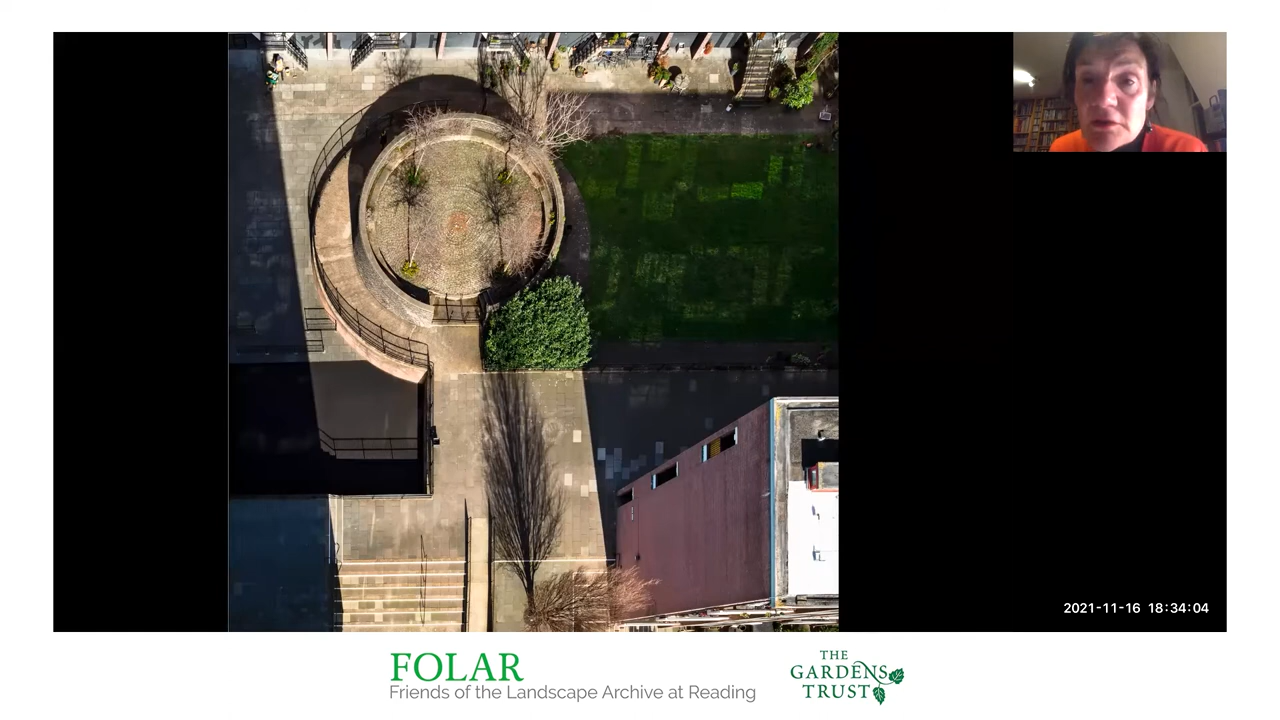 2021-11-16 18:34:04
FOLAR
Friends of the Landscape Archive at Reading
THE
GARDENS
TRUST